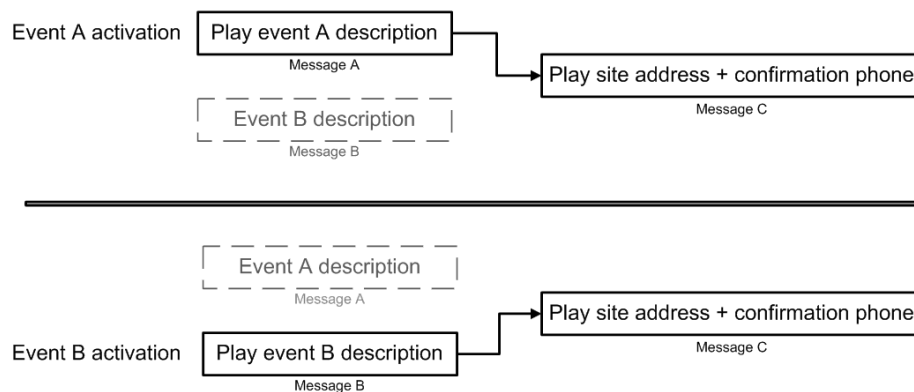 Event A activation
Play event A description
Message A
Play site address + confirmation phone
Message C
Event B description
Message B
Event A description
Message A
Play site address + confirmation phone
Message C
Event B activation
Play event B description
Message B